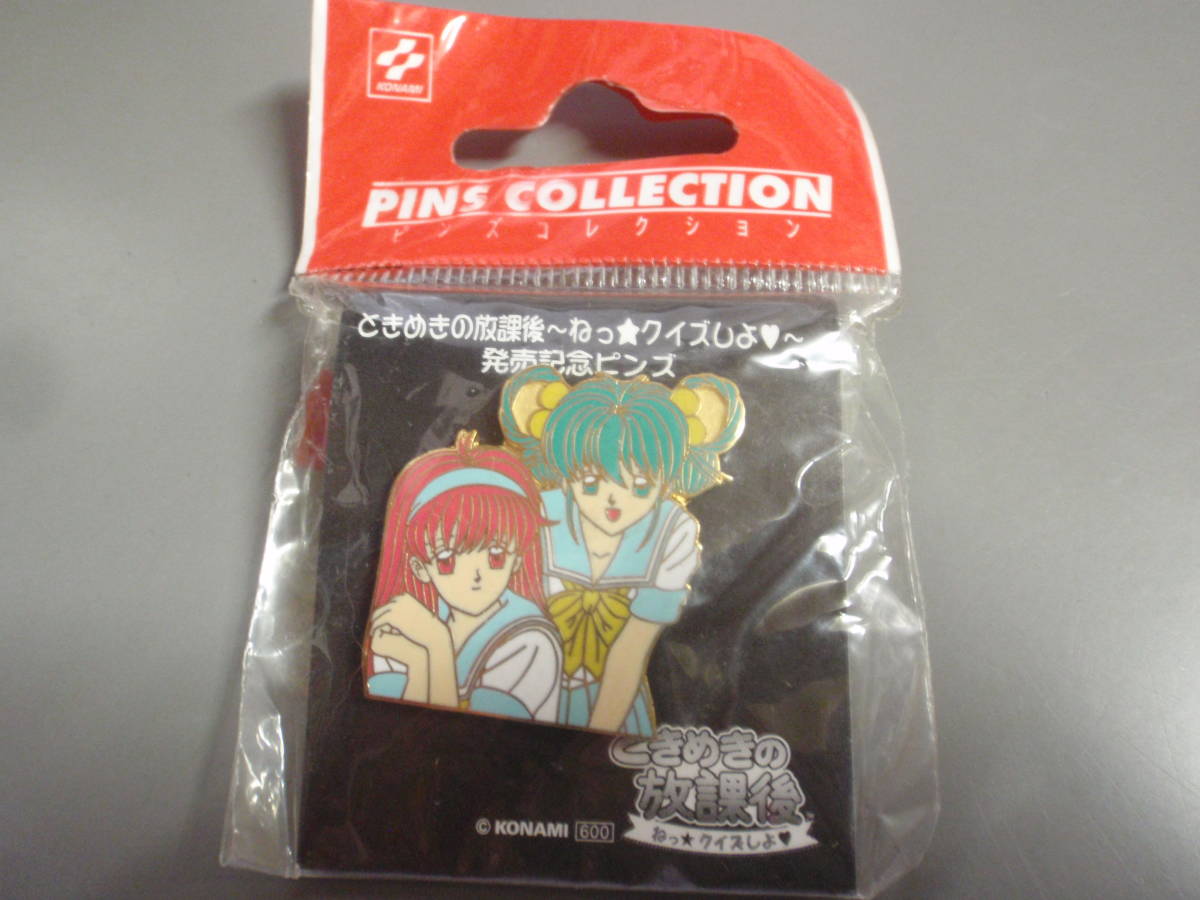 KONAMI
PINS COLLECTION
ピンズコレクション
ときめきの放課後〜ねっ★クイズしよ♥〜
発売記念ピンズ
ときめきの
放課後
ねっ★クイズしよ♥
© KONAMI 600